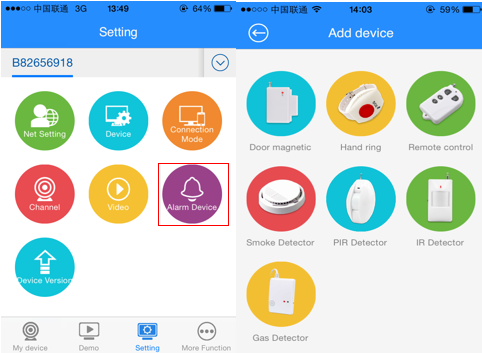 中国联通 3G 13:49 64%
Setting
B82656918
Net Setting
Device
Connection
Mode
Channel
Video
Alarm Device
Device Version
My device
Demo
Setting
More Function
中国联通 14:03 59%
Add device
Door magnetic
Hand ring
Remote control
Smoke Detector
PIR Detector
IR Detector
Gas Detector